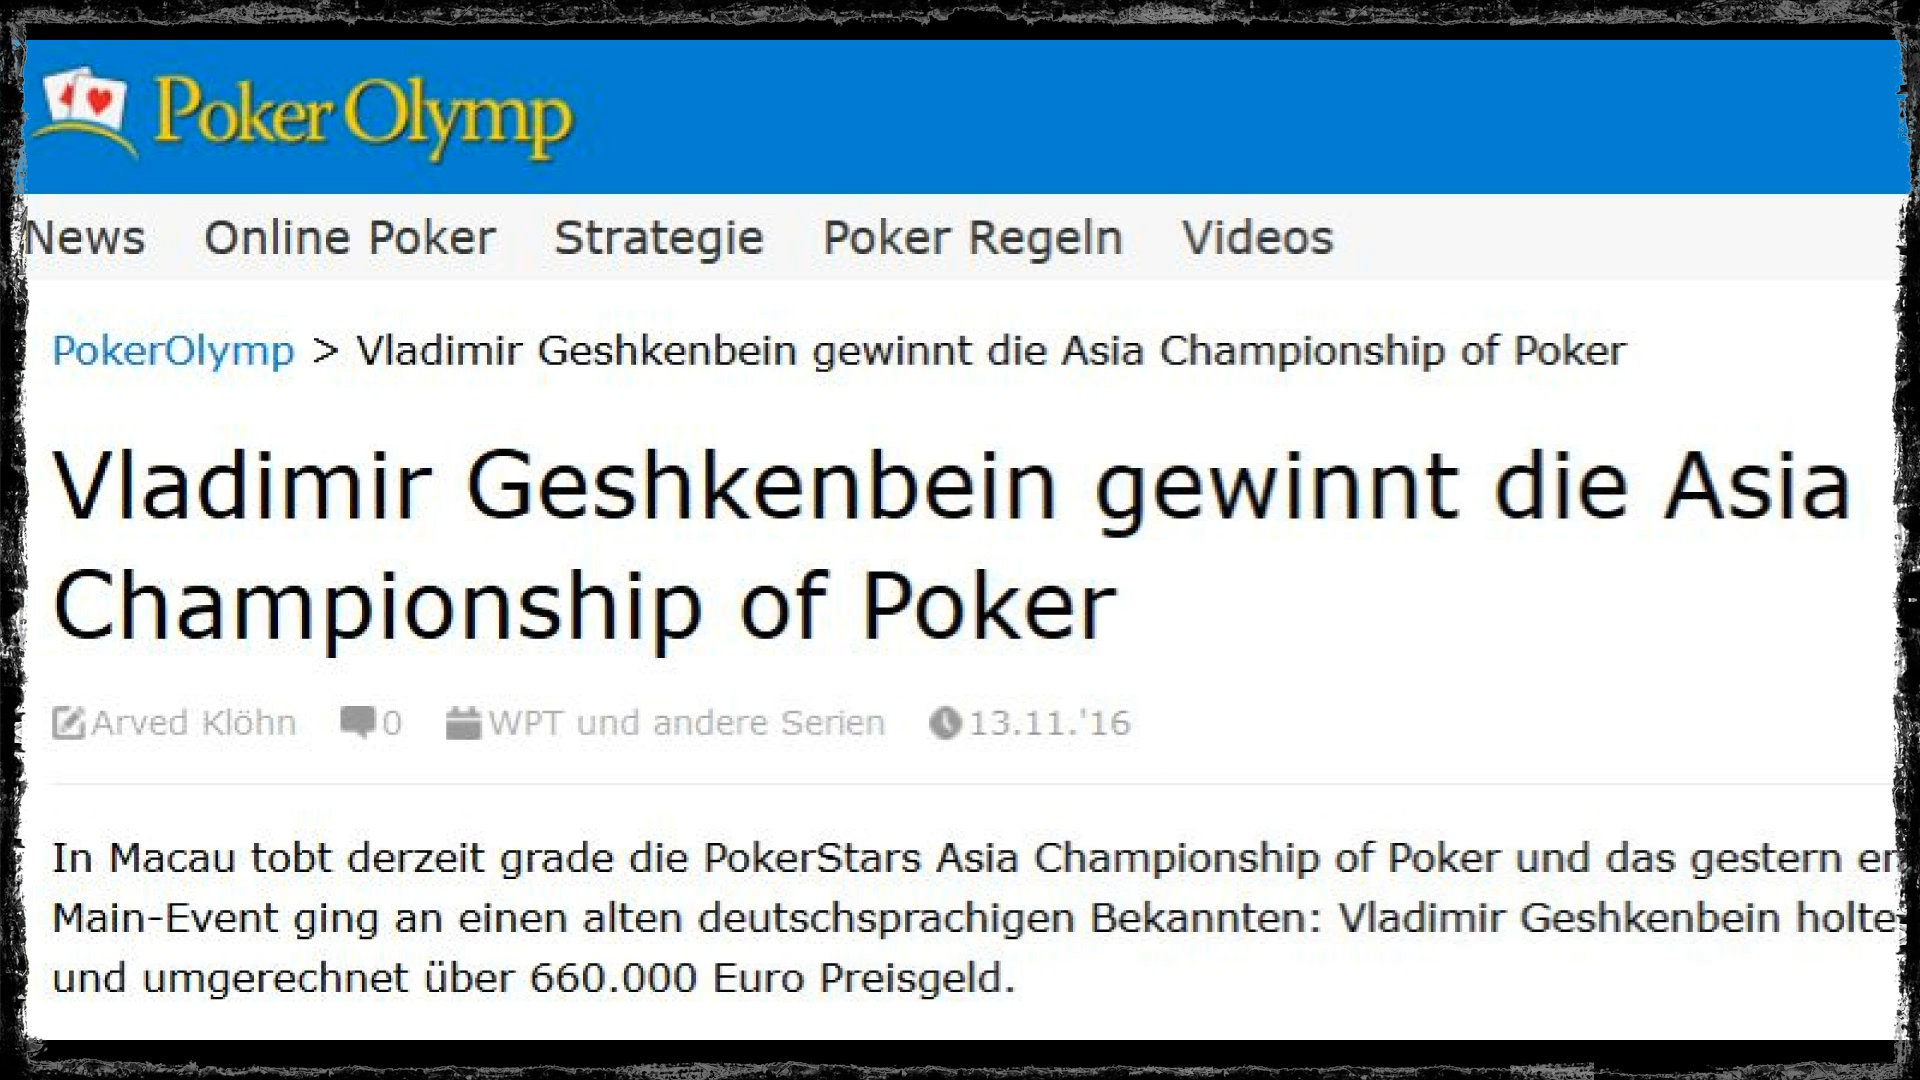 Poker Olymp
News Online Poker Strategie Poker Regeln Videos
PokerOlymp > Vladimir Geshkenbein gewinnt die Asia Championship of Poker
Vladimir Geshkenbein gewinnt die Asia
Championship of Poker
Arved Klöhn 0 WPT und andere Serien 13.11.'16
In Macau tobt derzeit grade die PokerStars Asia Championship of Poker und das gestern
Main-Event ging an einen alten deutschsprachigen Bekannten: Vladimir Geshkenbein holte
und umgerechnet über 660.000 Euro Preisgeld.